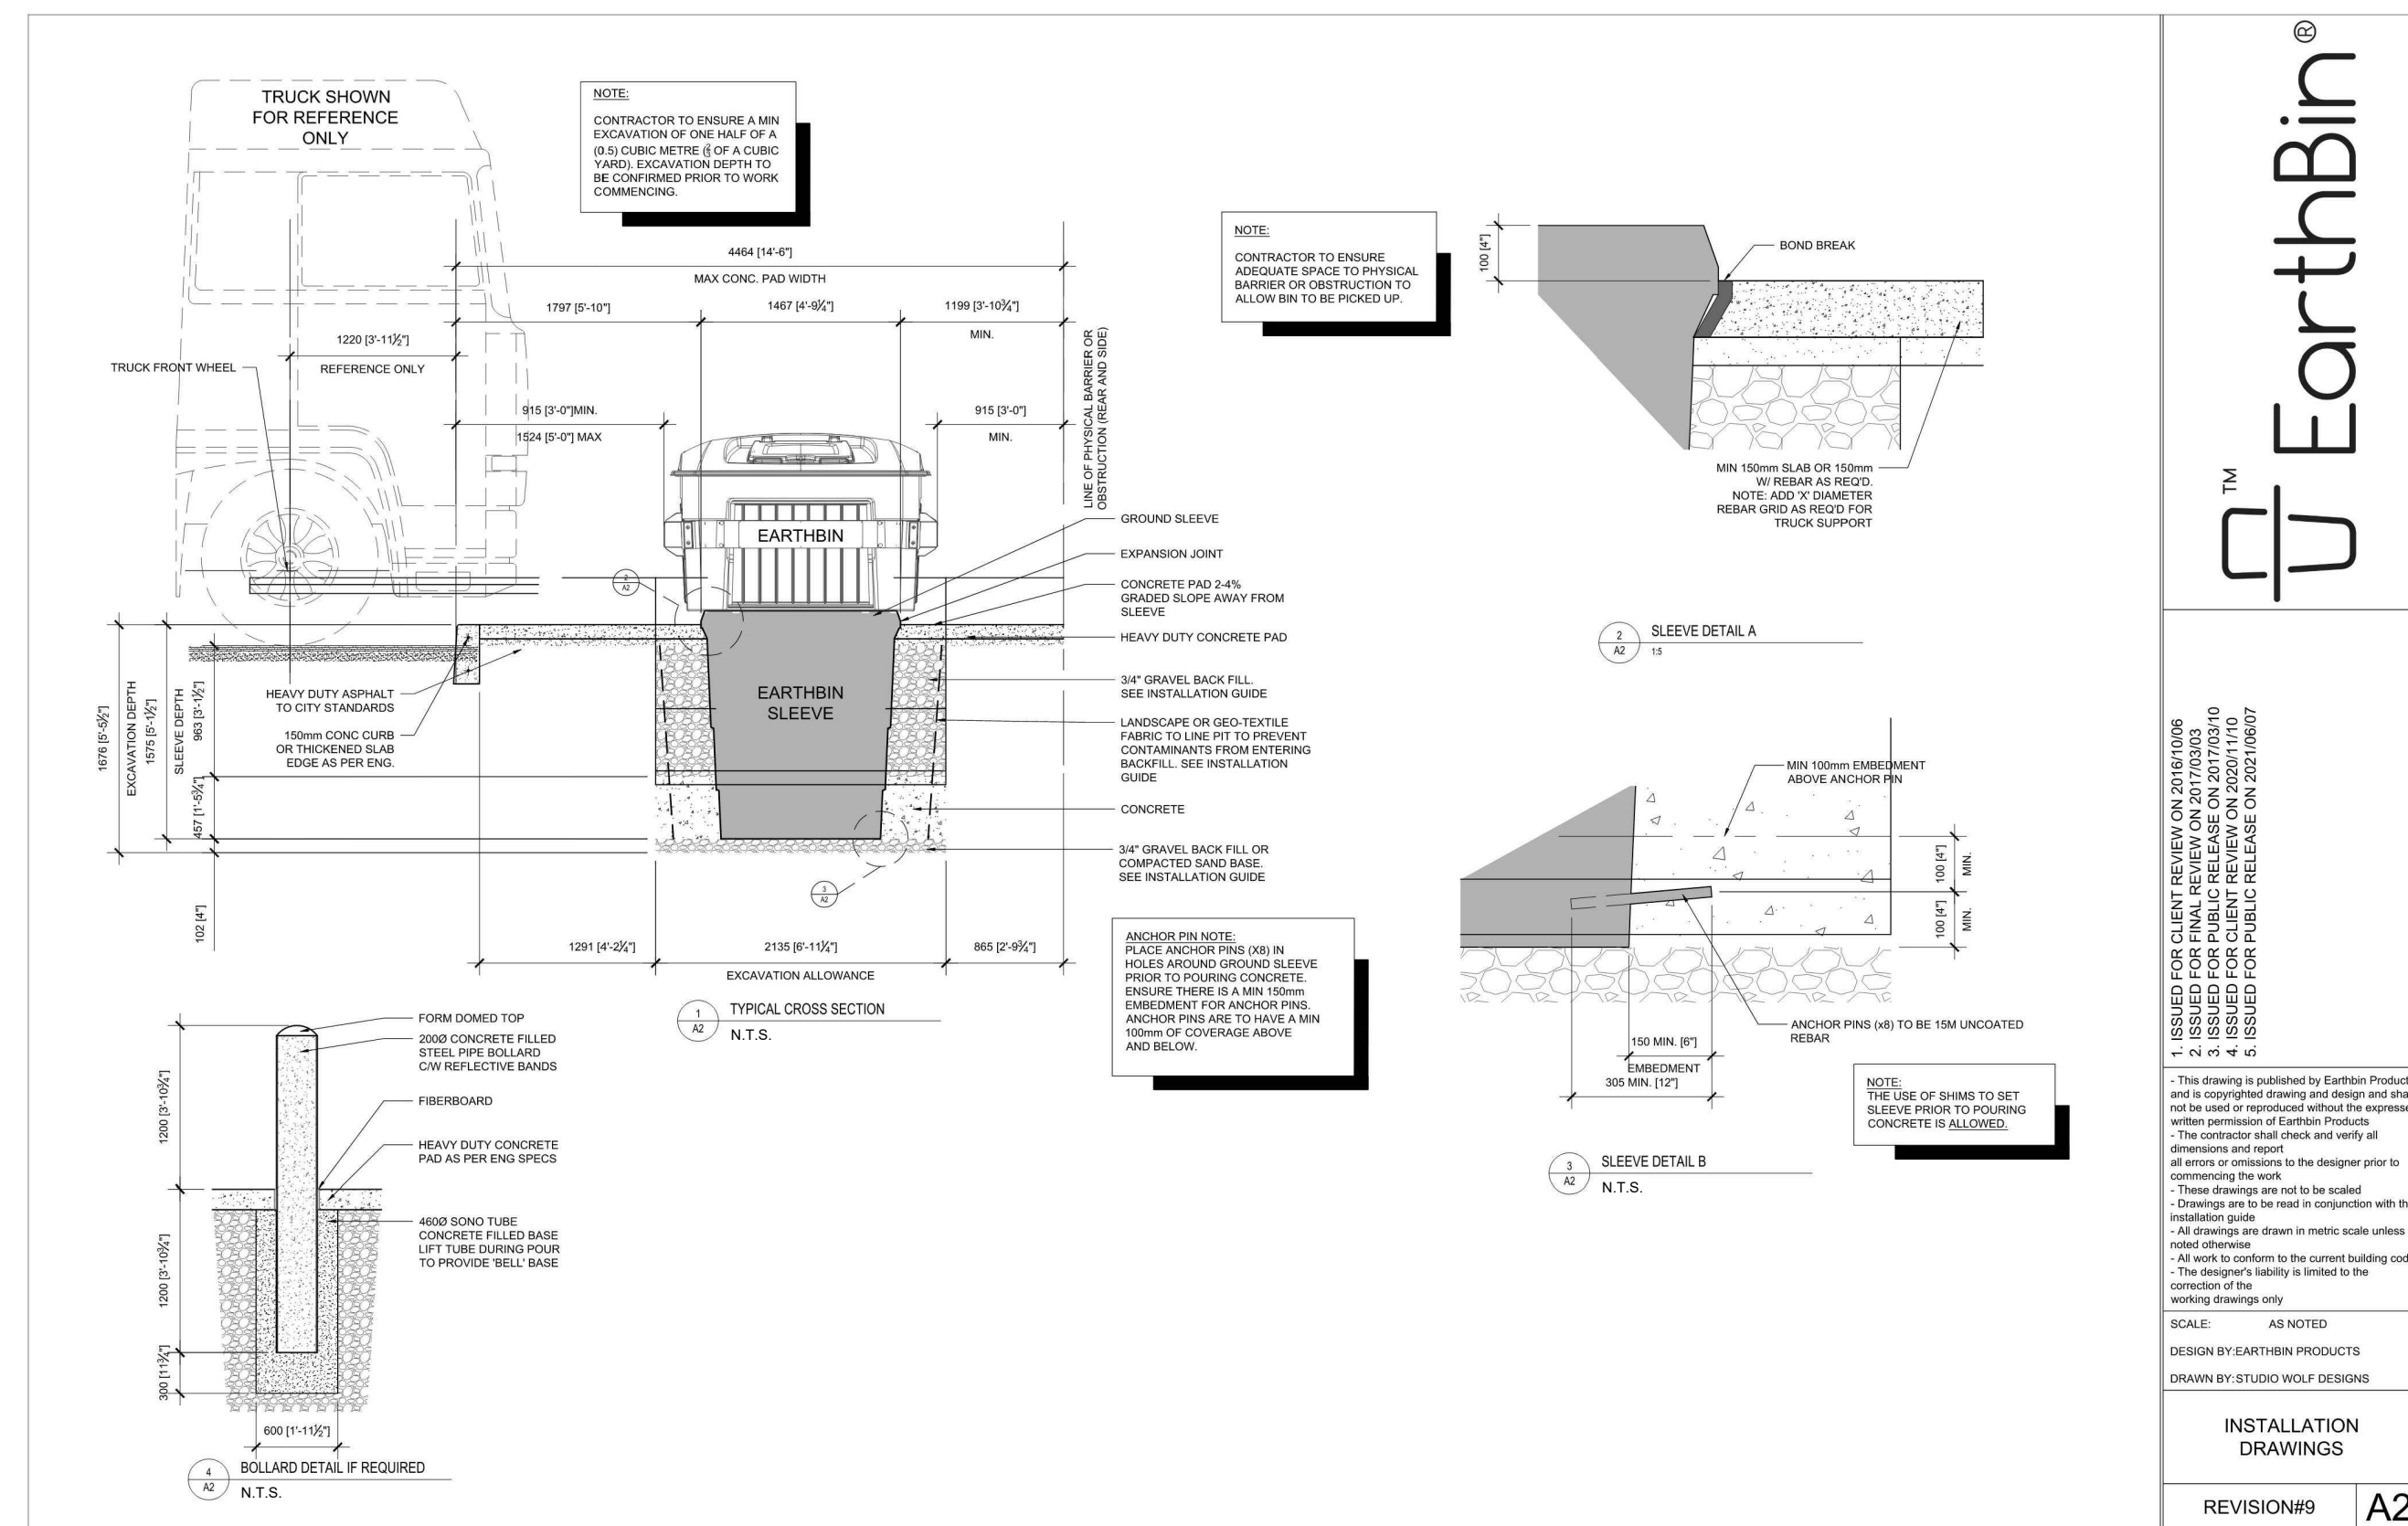 TRUCK SHOWN
FOR REFERENCE
ONLY
NOTE:
CONTRACTOR TO ENSURE A MIN
EXCAVATION OF ONE HALF OF A
(0.5) CUBIC METRE (⅔ OF A CUBIC
YARD). EXCAVATION DEPTH TO
BE CONFIRMED PRIOR TO WORK
COMMENCING.
4464 [14'-6"]
MAX CONC. PAD WIDTH
1797 [5'-10"]
1467 [4'-9¼"]
1199 [3'-10¾"]
MIN.
1220 [3'-11½"]
REFERENCE ONLY
TRUCK FRONT WHEEL
915 [3'-0"]MIN.
1524 [5'-0"] MAX
915 [3'-0"]
MIN.
LINE OF PHYSICAL BARRIER OR
OBSTRUCTION (REAR AND SIDE)
EARTHBIN
2
A2
EARTHBIN
SLEEVE
GROUND SLEEVE
EXPANSION JOINT
CONCRETE PAD 2-4%
GRADED SLOPE AWAY FROM
SLEEVE
HEAVY DUTY CONCRETE PAD
3/4" GRAVEL BACK FILL.
SEE INSTALLATION GUIDE
LANDSCAPE OR GEO-TEXTILE
FABRIC TO LINE PIT TO PREVENT
CONTAMINANTS FROM ENTERING
BACKFILL. SEE INSTALLATION
GUIDE
CONCRETE
3/4" GRAVEL BACK FILL OR
COMPACTED SAND BASE.
SEE INSTALLATION GUIDE
HEAVY DUTY ASPHALT
TO CITY STANDARDS
150mm CONC CURB
OR THICKENED SLAB
EDGE AS PER ENG.
1676 [5'-5½"]
EXCAVATION DEPTH
1575 [5'-1½"]
SLEEVE DEPTH
963 [3'-1½"]
457 [1'-5¾"]
102 [4"]
3
A2
1291 [4'-2¼"]
2135 [6'-11¼"]
865 [2'-9¾"]
EXCAVATION ALLOWANCE
1
A2
TYPICAL CROSS SECTION
N.T.S.
ANCHOR PIN NOTE:
PLACE ANCHOR PINS (X8) IN
HOLES AROUND GROUND SLEEVE
PRIOR TO POURING CONCRETE.
ENSURE THERE IS A MIN 150mm
EMBEDMENT FOR ANCHOR PINS.
ANCHOR PINS ARE TO HAVE A MIN
100mm OF COVERAGE ABOVE
AND BELOW.
FORM DOMED TOP
200Ø CONCRETE FILLED
STEEL PIPE BOLLARD
C/W REFLECTIVE BANDS
FIBERBOARD
HEAVY DUTY CONCRETE
PAD AS PER ENG SPECS
460Ø SONO TUBE
CONCRETE FILLED BASE
LIFT TUBE DURING POUR
TO PROVIDE 'BELL' BASE
1200 [3'-10¾"]
1200 [3'-10¾"]
300 [11¾"]
600 [1'-11½"]
4
A2
BOLLARD DETAIL IF REQUIRED
N.T.S.
NOTE:
CONTRACTOR TO ENSURE
ADEQUATE SPACE TO PHYSICAL
BARRIER OR OBSTRUCTION TO
ALLOW BIN TO BE PICKED UP.
100 [4"]
BOND BREAK
MIN 150mm SLAB OR 150mm
W/ REBAR AS REQ'D.
NOTE: ADD 'X' DIAMETER
REBAR GRID AS REQ'D FOR
TRUCK SUPPORT
2
A2
SLEEVE DETAIL A
1:5
MIN 100mm EMBEDMENT
ABOVE ANCHOR PIN
100 [4"]
MIN.
100 [4"]
MIN.
ANCHOR PINS (x8) TO BE 15M UNCOATED
REBAR
150 MIN. [6"]
EMBEDMENT
305 MIN. [12"]
NOTE:
THE USE OF SHIMS TO SET
SLEEVE PRIOR TO POURING
CONCRETE IS ALLOWED.
3
A2
SLEEVE DETAIL B
N.T.S.
EarthBin®
TM
1. ISSUED FOR CLIENT REVIEW ON 2016/10/06
2. ISSUED FOR FINAL REVIEW ON 2017/03/03
3. ISSUED FOR PUBLIC RELEASE ON 2017/03/10
4. ISSUED FOR CLIENT REVIEW ON 2020/11/10
5. ISSUED FOR PUBLIC RELEASE ON 2021/06/07
- This drawing is published by Earthbin Product
and is copyrighted drawing and design and sha
not be used or reproduced without the expresse
written permission of Earthbin Products
- The contractor shall check and verify all
dimensions and report
all errors or omissions to the designer prior to
commencing the work
- These drawings are not to be scaled
- Drawings are to be read in conjunction with th
installation guide
- All drawings are drawn in metric scale unless
noted otherwise
- All work to conform to the current building cod
- The designer's liability is limited to the
correction of the
working drawings only
SCALE: AS NOTED
DESIGN BY:EARTHBIN PRODUCTS
DRAWN BY:STUDIO WOLF DESIGNS
INSTALLATION
DRAWINGS
REVISION#9
A2